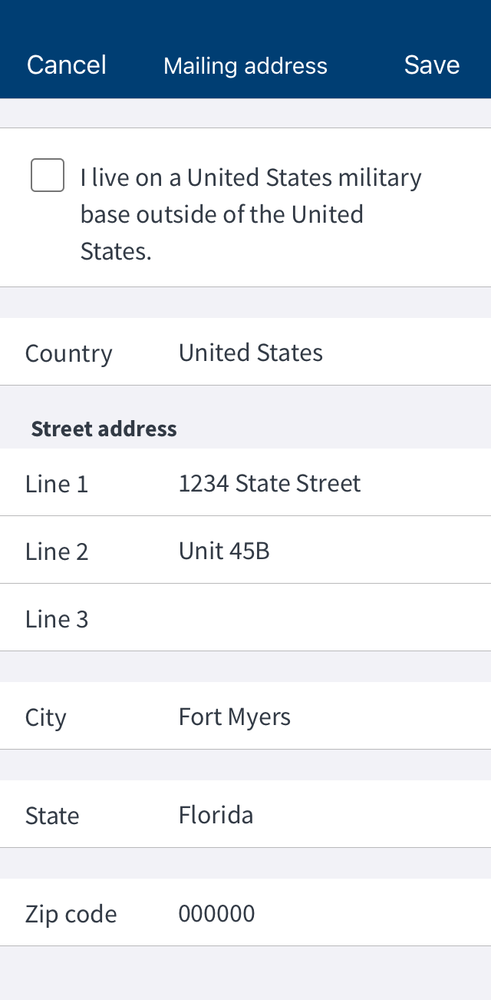 Cancel Mailing address Save
I live on a United States military
base outside of the United
States.
Country United States
Street address
Line 1 1234 State Street
Line 2 Unit 45B
Line 3
City Fort Myers
State Florida
Zip code 000000